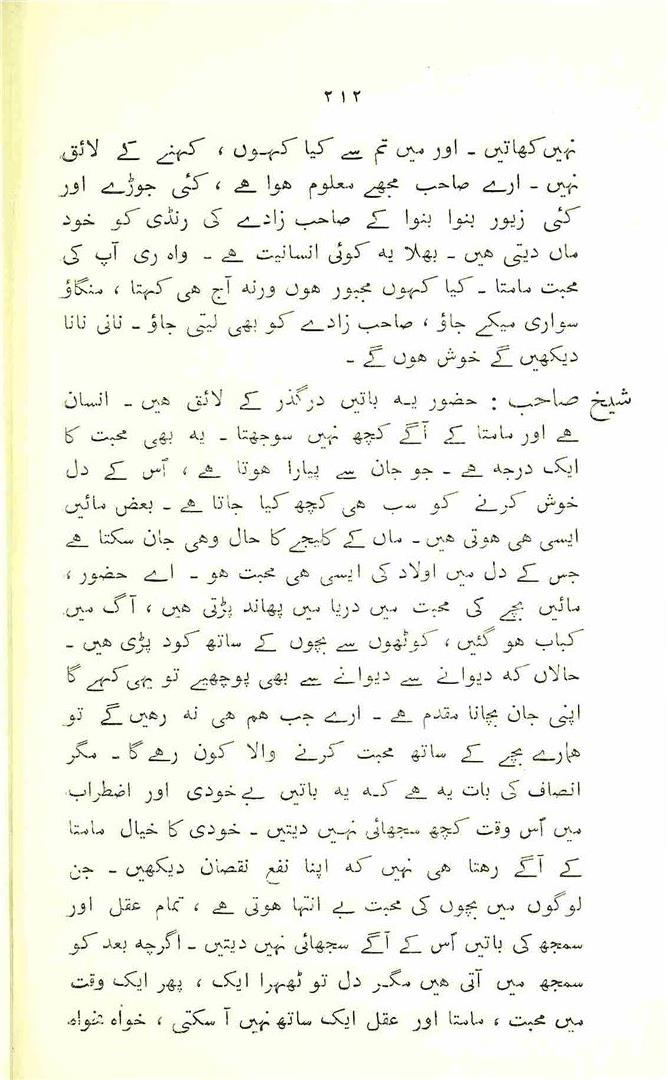 ۲۱۲
نہیں کھاتیں ۔ اور میں تم سے کیا کہوں ، کہنے کے لائق
نہیں ۔ ارے صاحب مجھے معلوم ہوا ہے ، کئی جوڑے اور
کئی زیور بنوا بنوا کے صاحب زادے کی رنڈی کو خود
ماں دیتی ہیں ۔ بھلا یہ کوئی انسانیت ہے ۔ واہ ری آپ کی
محبت مامتا ۔ کیا کہوں مجبور ہوں ورنہ آج ہی کہتا ، منگاؤ
سواری میکے جاؤ ، صاحب زادے کو بھی لیتی جاؤ ۔ نانی نانا
دیکھیں گے خوش ہوں گے ۔
شیخ صاحب : حضور یہ باتیں درگذر کے لائق ہیں ۔ انسان
ہے اور مامتا کے آگے کچھ نہیں سوجھتا ۔ یہ بھی محبت کا
ایک درجہ ہے ۔ جو جان سے پیارا ہوتا ہے ، اُس کے دل
خوش کرنے کو سب ہی کچھ کیا جاتا ہے ۔ بعض مائیں
ایسی ہی ہوتی ہیں ۔ ماں کے کلیجے کا حال وہی جان سکتا ہے
جس کے دل میں اولاد کی ایسی ہی محبت ہو ۔ اے حضور ،
مائیں بچے کی محبت میں دریا میں پھاند پڑتی ہیں ، آگ میں
کباب ہو گئیں ، کوٹھوں سے بچوں کے ساتھ کود پڑی ہیں ۔
حالاں کہ دیوانے سے دیوانے سے بھی پوچھیے تو یہی کہے گا
اپنی جان بچانا مقدم ہے ۔ ارے جب ہم ہی نہ رہیں گے تو
ہمارے بچے کے ساتھ محبت کرنے والا کون رہے گا ۔ مگر
انصاف کی بات یہ ہے کہ یہ باتیں بےخودی اور اضطراب
میں اُس وقت کچھ سجھائی نہیں دیتیں ۔ خودی کا خیال مامتا
کے آگے رہتا ہی نہیں کہ اپنا نفع نقصان دیکھیں ۔ جن
لوگوں میں بچوں کی محبت بے انتہا ہوتی ہے ، تمام عقل اور
سمجھ کی باتیں اُس کے آگے سجھائی نہیں دیتیں ۔ اگرچہ بعد کو
سمجھ میں آتی ہیں مگر دل تو ٹھہرا ایک ، پھر ایک وقت
میں محبت ، مامتا اور عقل ایک ساتھ نہیں آ سکتی ، خواہ نخواہ